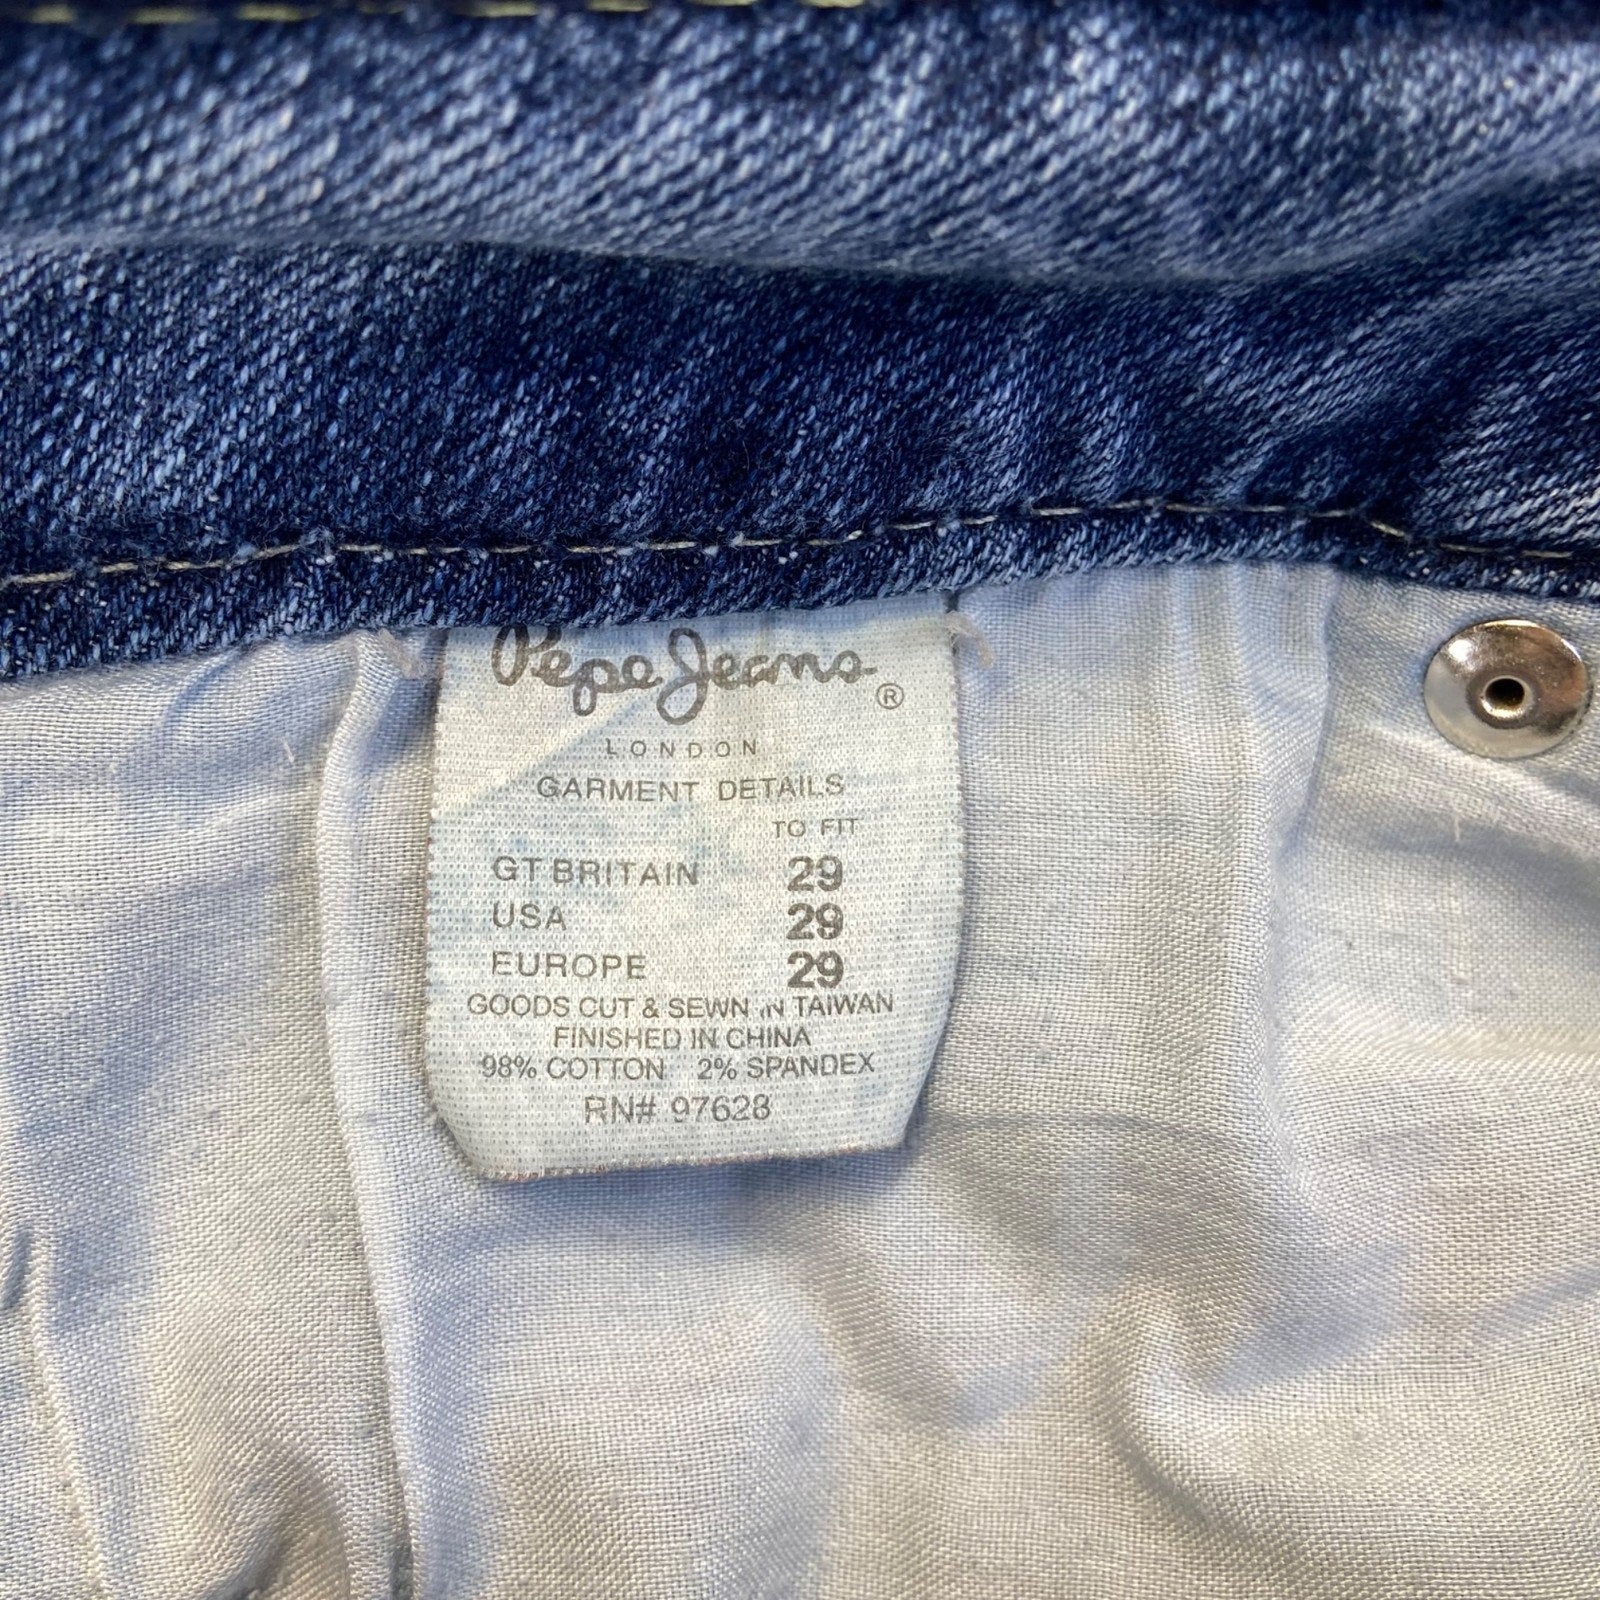 Pepe Jeans ®
LONDON
GARMENT DETAILS
TO FIT
GT BRITAIN 29
USA 29
EUROPE 29
GOODS CUT & SEWN IN TAIWAN
FINISHED IN CHINA
98% COTTON 2% SPANDEX
RN# 97628